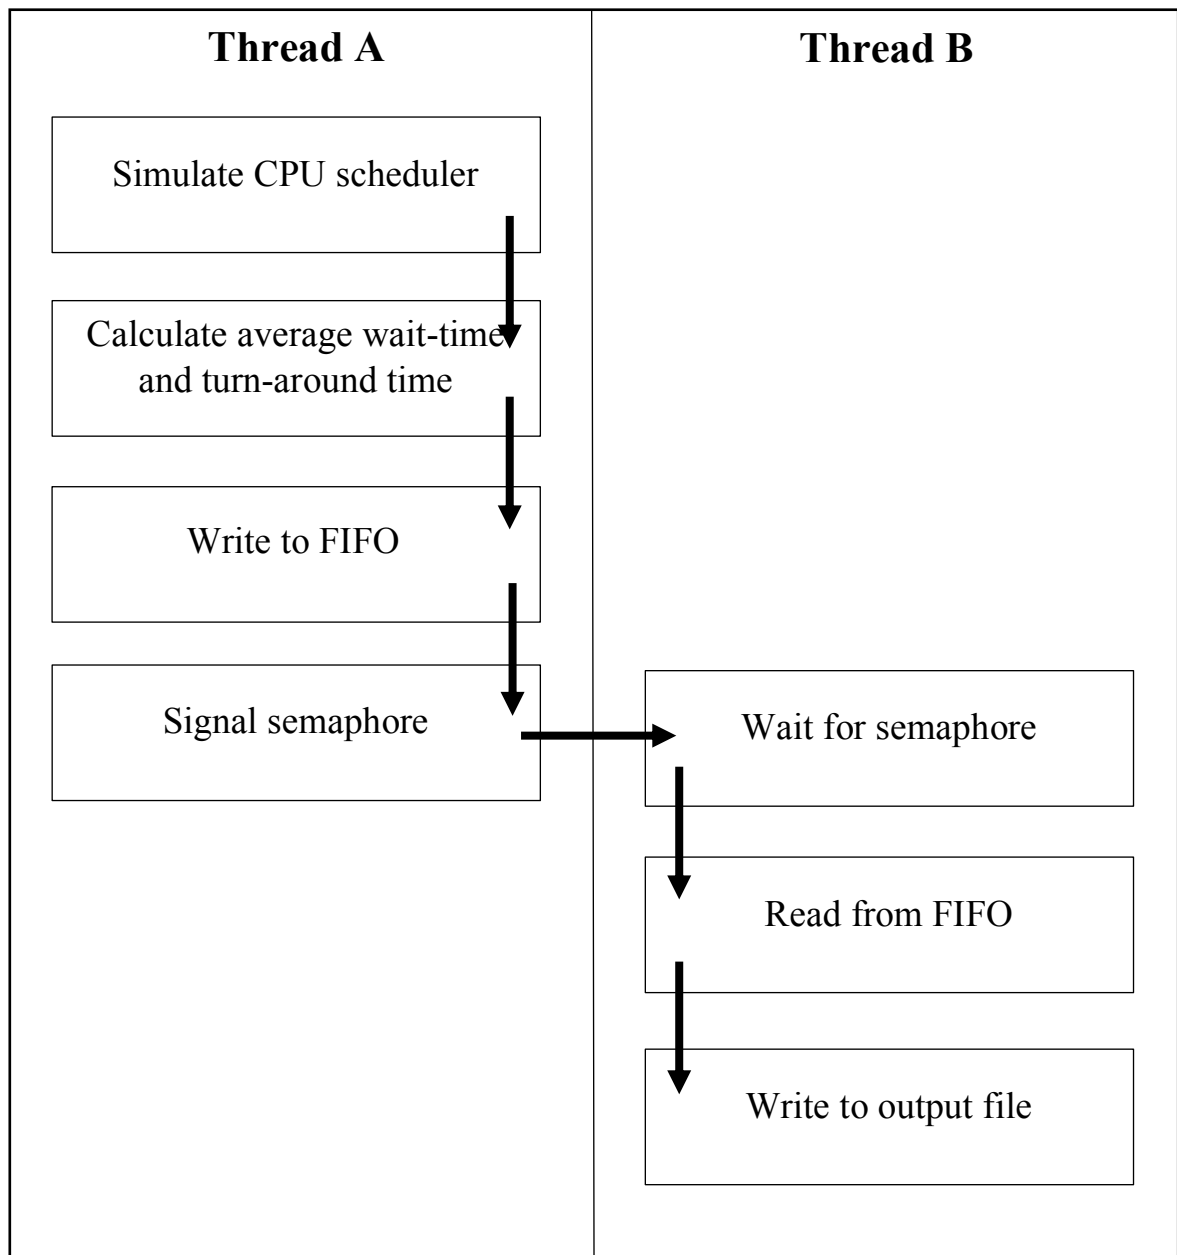 Thread A
Thread B
Simulate CPU scheduler
Calculate average wait-time
and turn-around time
Write to FIFO
Signal semaphore
Wait for semaphore
Read from FIFO
Write to output file